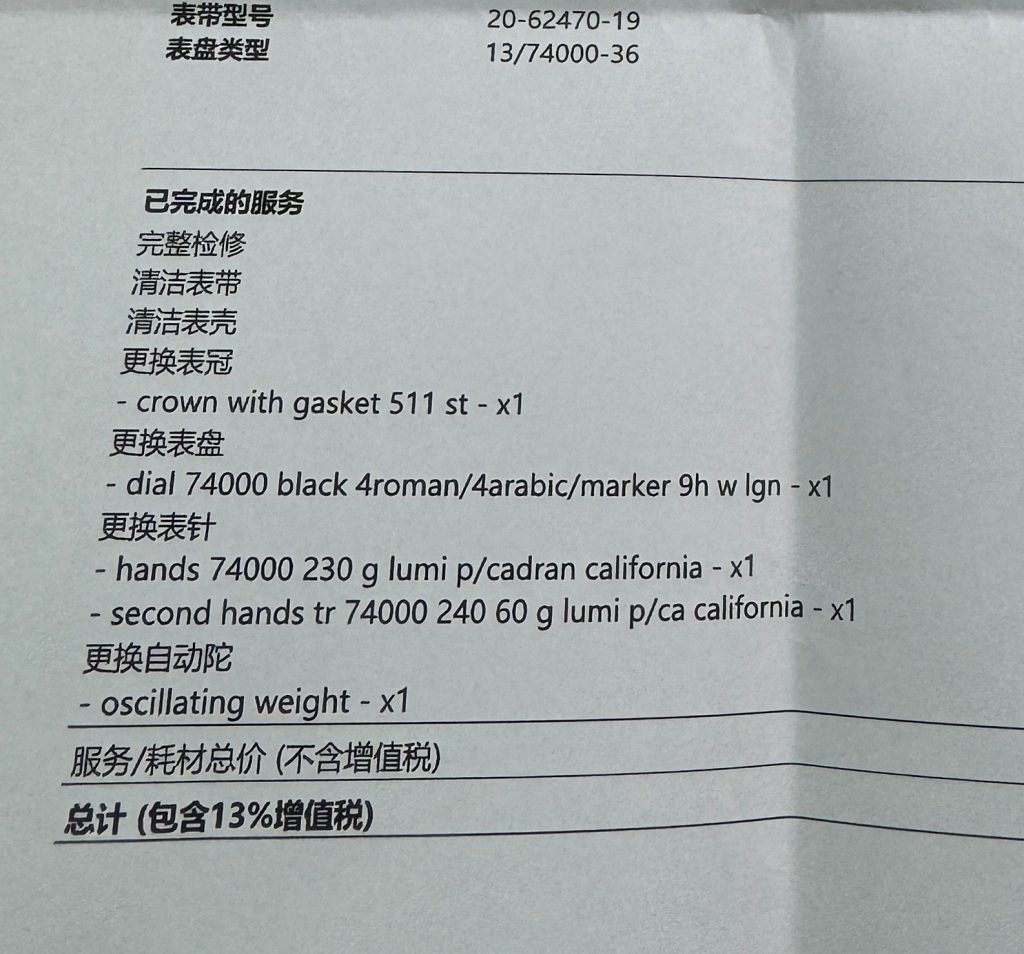 表带型号 20-62470-19
表盘类型 13/74000-36
已完成的服务
完整检修
清洁表带
清洁表壳
更换表冠
- crown with gasket 511 st - x1
更换表盘
- dial 74000 black 4roman/4arabic/marker 9h w lgn - x1
更换表针
- hands 74000 230 g lumi p/cadran california - x1
- second hands tr 74000 240 60 g lumi p/ca california - x1
更换自动陀
- oscillating weight - x1
服务/耗材总价 (不含增值税)
总计 (包含13%增值税)